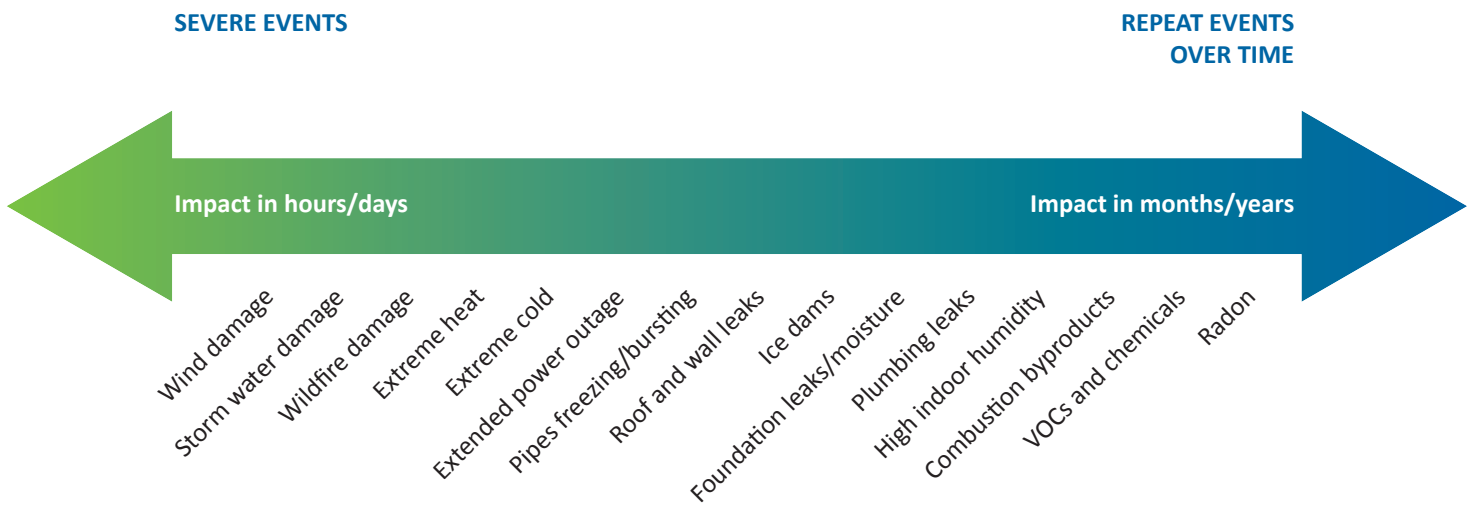 SEVERE EVENTS
REPEAT EVENTS
OVER TIME
Impact in hours/days
Impact in months/years
Wind damage
Storm water damage
Wildfire damage
Extreme heat
Extreme cold
Extended power outage
Pipes freezing/bursting
Roof and wall leaks
Ice dams
Foundation leaks/moisture
Plumbing leaks
High indoor humidity
Combustion byproducts
VOCs and chemicals
Radon